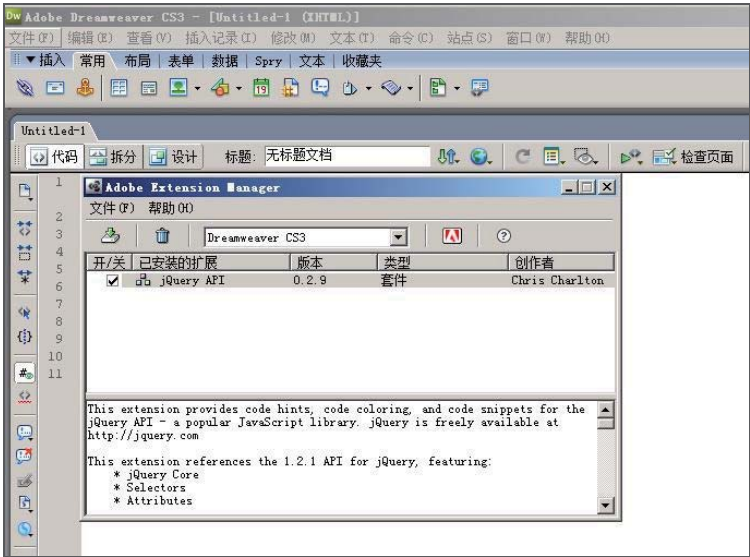 Dw Adobe Dreamweaver CS3 - [Untitled-1 (XHTML)]
文件(F) 编辑(E) 查看(V) 插入记录(I) 修改(M) 文本(T) 命令(C) 站点(S) 窗口(W) 帮助(H)
▼插入 常用 布局 表单 数据 Spry 文本 收藏夹
19
Untitled-1
代码 拆分 设计 标题: 无标题文档 检查页面
1
2
3
4
5
6
7
8
9
10
11
Adobe Extension Manager
文件(F) 帮助(H)
Dreamweaver CS3
开/关 已安装的扩展 版本 类型 创作者
jQuery API 0.2.9 套件 Chris Charlton
This extension provides code hints, code coloring, and code snippets for the
jQuery API - a popular JavaScript library. jQuery is freely available at
http://jquery.com
This extension references the 1.2.1 API for jQuery, featuring:
* jQuery Core
* Selectors
* Attributes